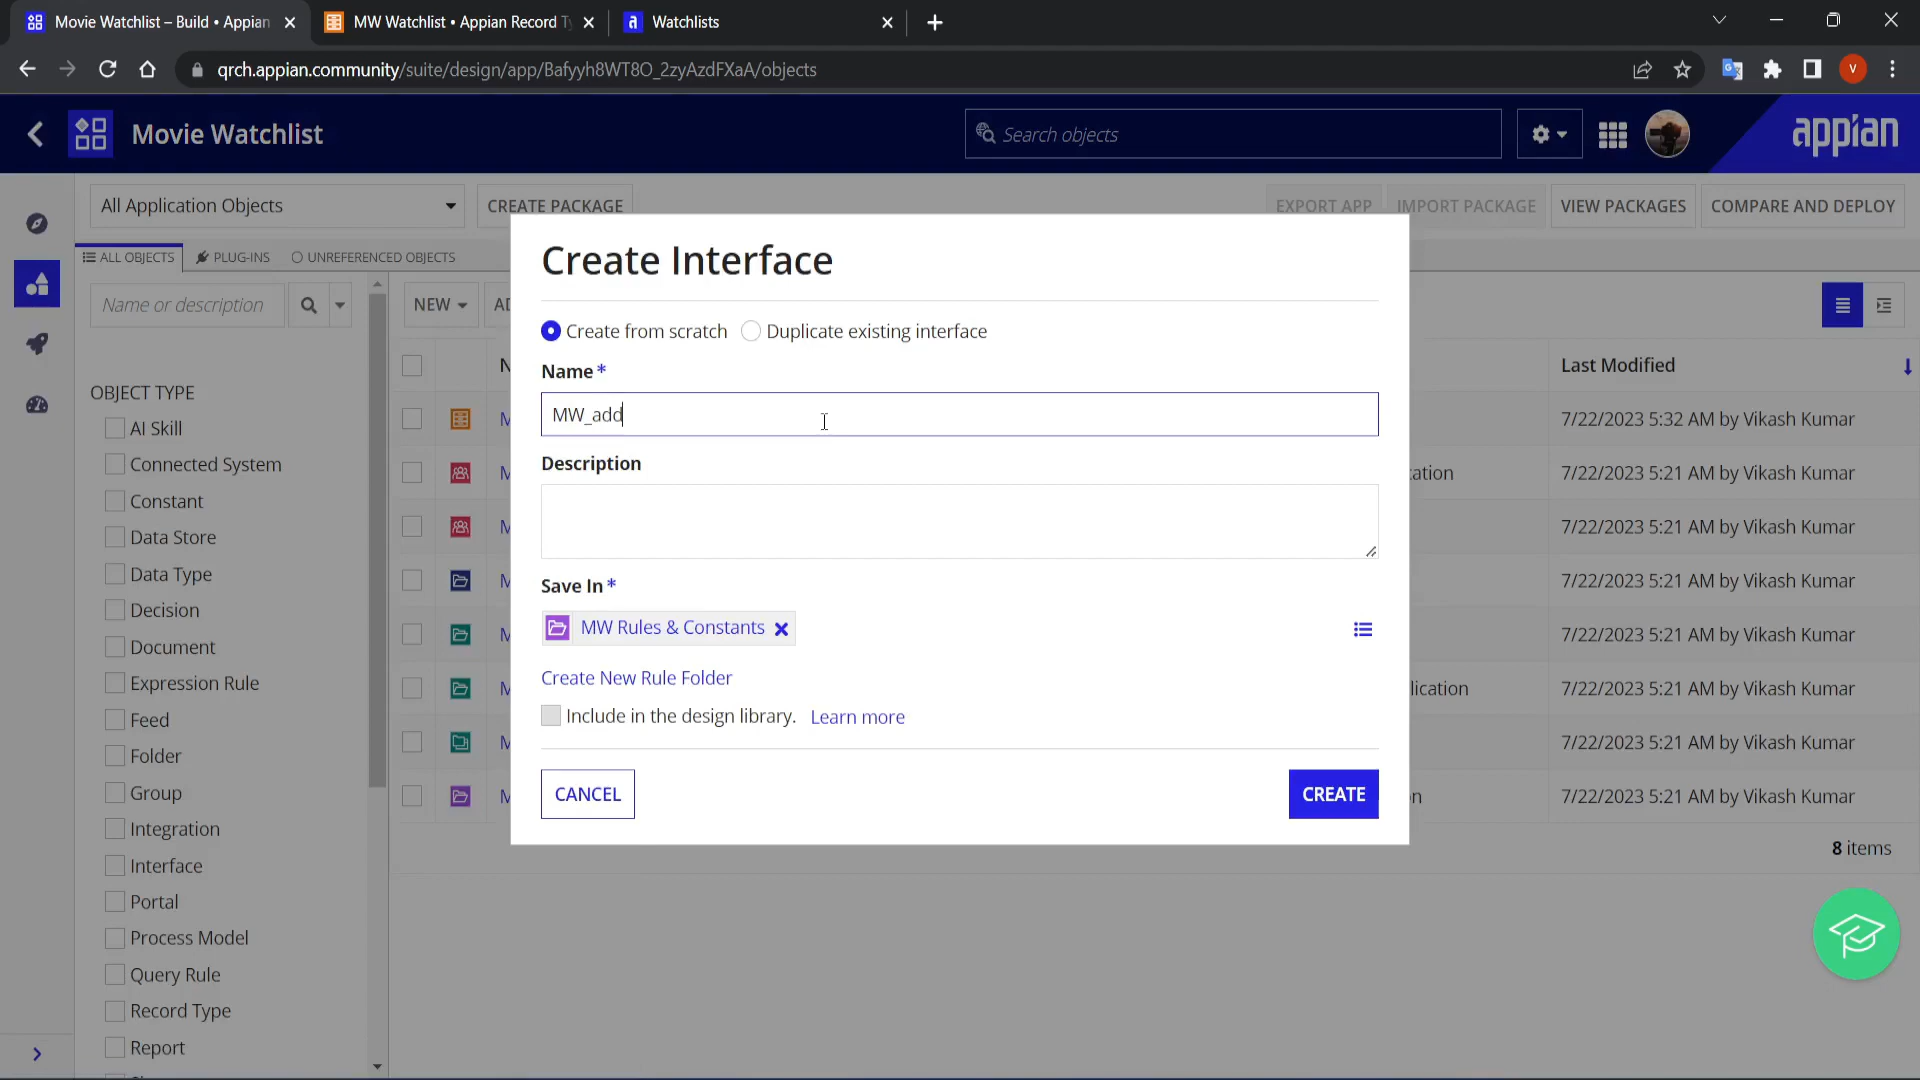 Movie Watchlist – Build • Appian
MW Watchlist • Appian Record Ty
Watchlists
qrch.appian.community/suite/design/app/Bafyyh8WT8O_2zyAzdFXaA/objects
V
Movie Watchlist
Search objects
appian
All Application Objects
CREATE PACKAGE
EXPORT APP
IMPORT PACKAGE
VIEW PACKAGES
COMPARE AND DEPLOY
ALL OBJECTS
PLUG-INS
UNREFERENCED OBJECTS
Name or description
NEW
AD
OBJECT TYPE
AI Skill
Connected System
Constant
Data Store
Data Type
Decision
Document
Expression Rule
Feed
Folder
Group
Integration
Interface
Portal
Process Model
Query Rule
Record Type
Report
Create Interface
Create from scratch
Duplicate existing interface
Name *
MW_add
Description
Save In *
MW Rules & Constants
Create New Rule Folder
Include in the design library. Learn more
CANCEL
CREATE
Last Modified
7/22/2023 5:32 AM by Vikash Kumar
ation
7/22/2023 5:21 AM by Vikash Kumar
7/22/2023 5:21 AM by Vikash Kumar
7/22/2023 5:21 AM by Vikash Kumar
7/22/2023 5:21 AM by Vikash Kumar
lication
7/22/2023 5:21 AM by Vikash Kumar
7/22/2023 5:21 AM by Vikash Kumar
n
7/22/2023 5:21 AM by Vikash Kumar
8 items